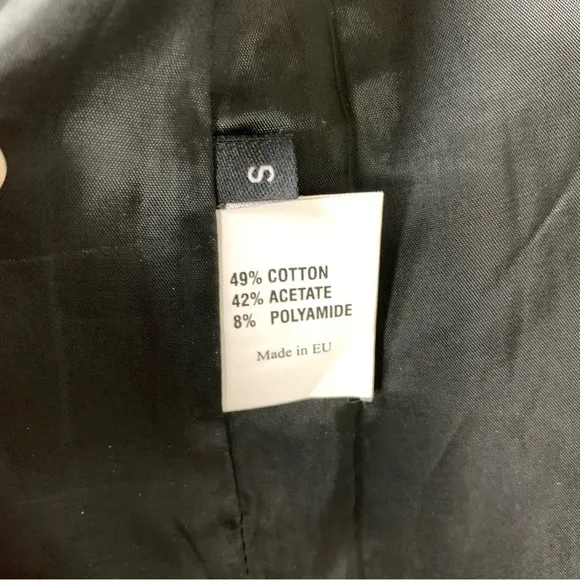 S
49% COTTON
42% ACETATE
8% POLYAMIDE
Made in EU